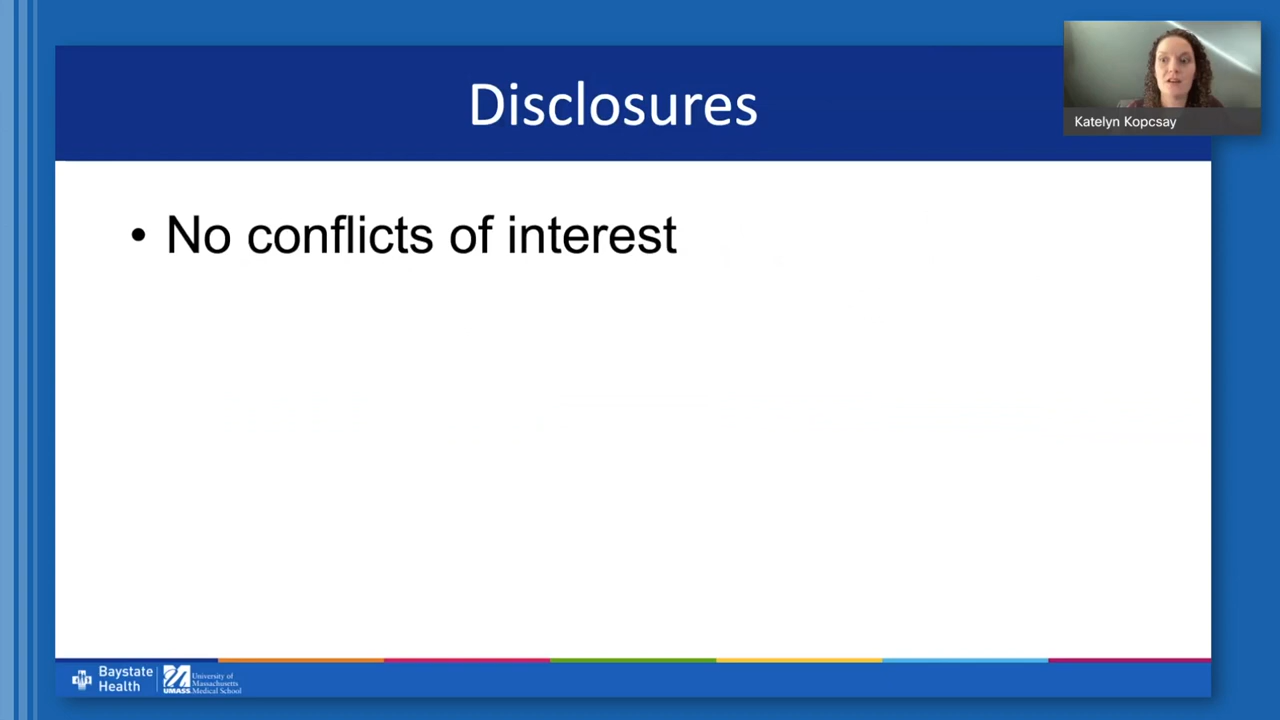 Disclosures
Katelyn Kopcsay
• No conflicts of interest
Baystate
Health
UMASS
University of
Massachusetts
Medical School